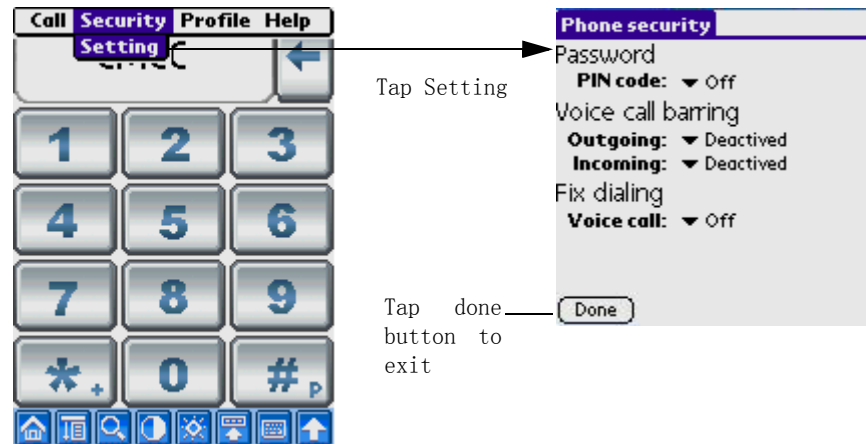 Call Security Profile Help
Setting
1 2 3
4 5 6
7 8 9
* + 0 # P
Tap Setting
Phone security
Password
PIN code: Off
Voice call barring
Outgoing: Deactived
Incoming: Deactived
Fix dialing
Voice call: Off
Done
Tap done
button to
exit